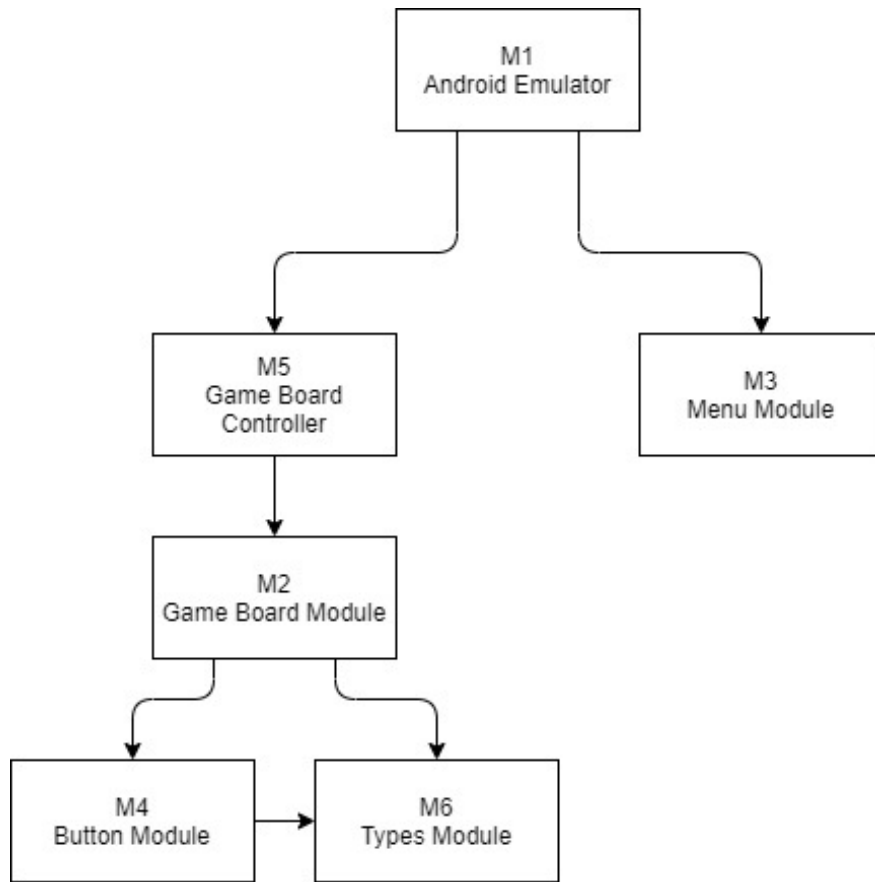 M1
Android Emulator
M5
Game Board
Controller
M3
Menu Module
M2
Game Board Module
M4
Button Module
M6
Types Module